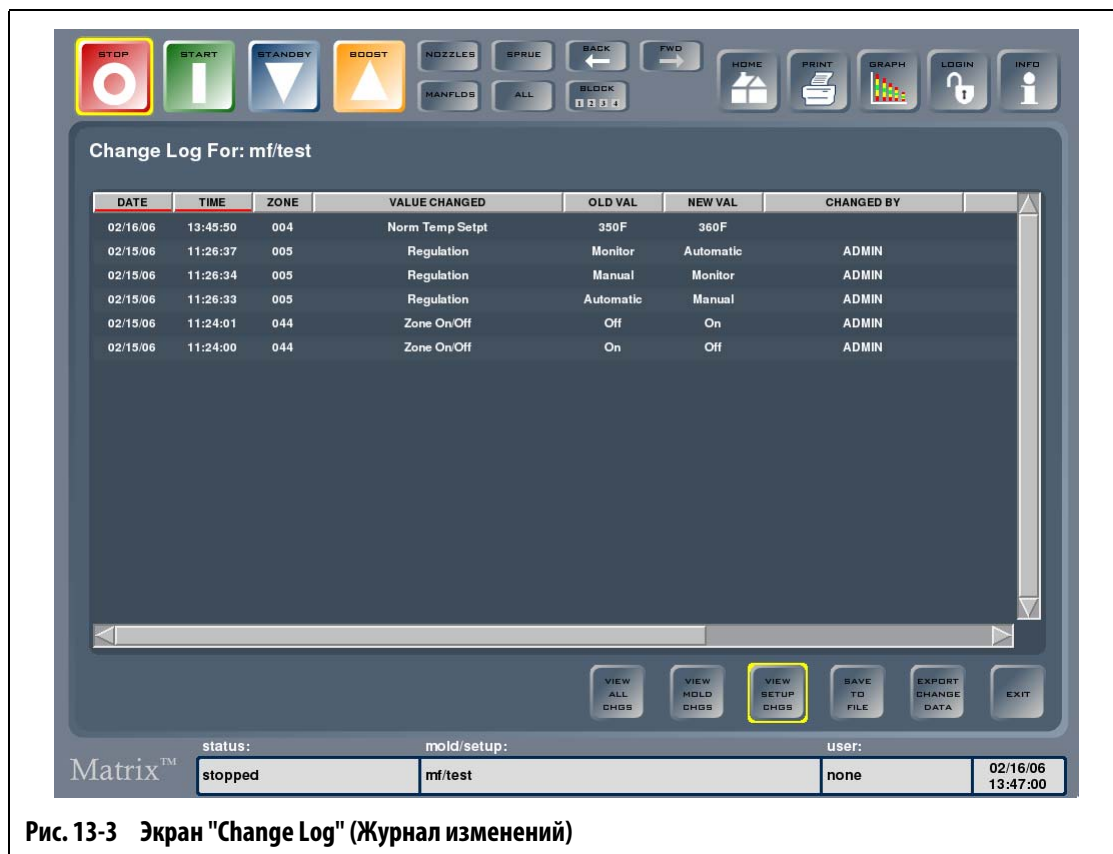 STOP START STANDBY BOOST NOZZLES SPRUE BACK FWD
MANFLDS ALL BLOCK
1 2 3 4
HOME PRINT GRAPH LOGIN INFO
Change Log For: mf/test
DATE TIME ZONE VALUE CHANGED OLD VAL NEW VAL CHANGED BY
02/16/06 13:45:50 004 Norm Temp Setpt 350F 360F
02/15/06 11:26:37 005 Regulation Monitor Automatic ADMIN
02/15/06 11:26:34 005 Regulation Manual Monitor ADMIN
02/15/06 11:26:33 005 Regulation Automatic Manual ADMIN
02/15/06 11:24:01 044 Zone On/Off Off On ADMIN
02/15/06 11:24:00 044 Zone On/Off On Off ADMIN
VIEW ALL CHGS
VIEW MOLD CHGS
VIEW SETUP CHGS
SAVE TO FILE
EXPORT CHANGE DATA
EXIT
status: mold/setup: user:
Matrix™ stopped mf/test none 02/16/06
13:47:00
Рис. 13-3 Экран "Change Log" (Журнал изменений)